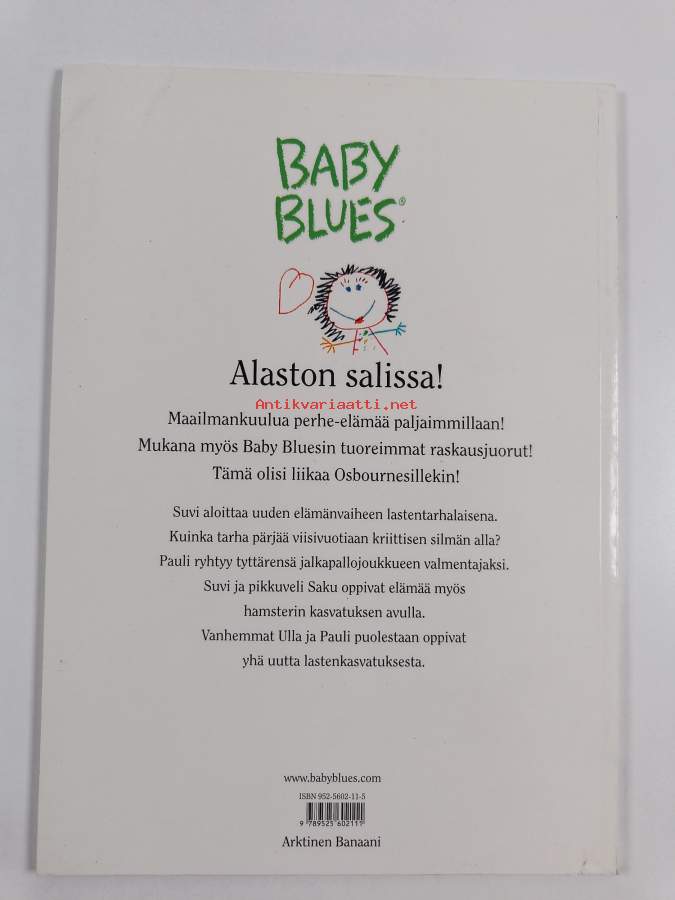 BABY
BLUES®
Alaston salissa!
Antikvariaatti.net
Maailmankuulua perhe-elämää paljaimmillaan!
Mukana myös Baby Bluesin tuoreimmat raskausjuorut!
Tämä olisi liikaa Osbournesillekin!
Suvi aloittaa uuden elämänvaiheen lastentarhalaisena.
Kuinka tarha pärjää viisivuotiaan kriittisen silmän alla?
Pauli ryhtyy tyttärensä jalkapallojoukkueen valmentajaksi.
Suvi ja pikkuveli Saku oppivat elämää myös
hamsterin kasvatuksen avulla.
Vanhemmat Ulla ja Pauli puolestaan oppivat
yhä uutta lastenkasvatuksesta.
www.babyblues.com
ISBN 952-5602-11-5
9 789525 602111
Arktinen Banaani